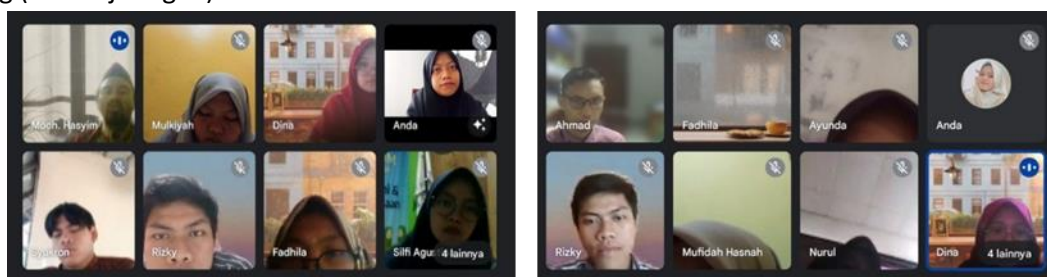 Moch. Hasyim
Mulkiyah
Dina
Anda
Syukron
Rizky
Fadhila
Silfi Agu: 4 lainnya
Ahmad
Fadhila
Ayunda
Anda
Rizky
Mufidah Hasnah
Nurul
Dina 4 lainnya